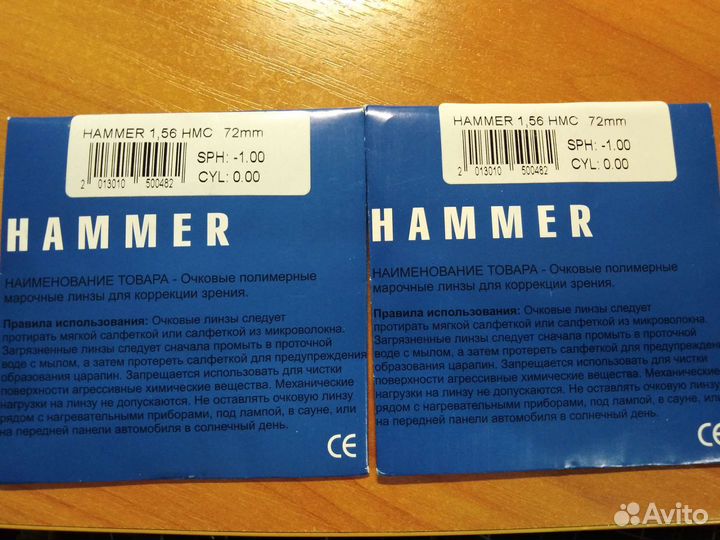 HAMMER 1,56 HMC 72mm
SPH: -1.00
CYL: 0.00
2 013010 500482
HAMMER
НАИМЕНОВАНИЕ ТОВАРА - Очковые полимерные
марочные линзы для коррекции зрения.
Правила использования: Очковые линзы следует
протирать мягкой салфеткой или салфеткой из микроволокна.
Загрязненные линзы следует сначала промыть в проточной
воде с мылом, а затем протереть салфеткой для предупреждения
образования царапин. Запрещается использовать для чистки
поверхности агрессивные химические вещества. Механические
нагрузки на линзу не допускаются. Не оставлять очковую линзу
рядом с нагревательными приборами, под лампой, в сауне, или
на передней панели автомобиля в солнечный день.
CE
HAMMER 1,56 HMC 72mm
SPH: -1.00
CYL: 0.00
2 013010 500482
HAMMER
НАИМЕНОВАНИЕ ТОВАРА - Очковые полимерные
марочные линзы для коррекции зрения.
Правила использования: Очковые линзы следует
протирать мягкой салфеткой или салфеткой из микроволокна.
Загрязненные линзы следует сначала промыть в проточной
воде с мылом, а затем протереть салфеткой для предупреждения
образования царапин. Запрещается использовать для чистки
поверхности агрессивные химические вещества. Механические
нагрузки на линзу не допускаются. Не оставлять очковую линзу
рядом с нагревательными приборами, под лампой, в сауне, или
на передней панели автомобиля в солнечный день.
CE
Avito